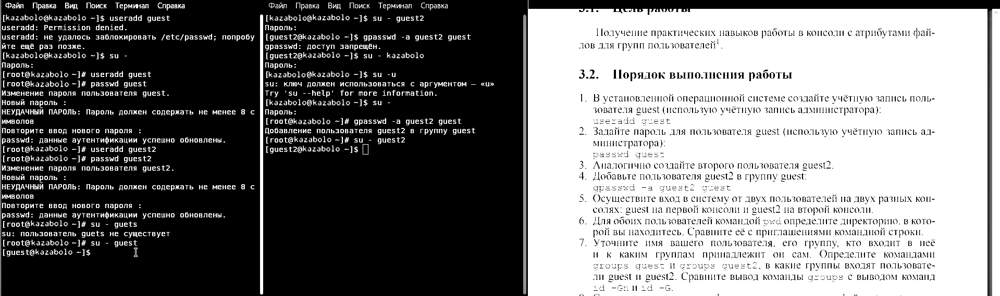 Файл Правка Вид Поиск Терминал Справка
[kazabolo@kazabolo ~]$ useradd guest
useradd: Permission denied.
useradd: не удалось заблокировать /etc/passwd; попробу
йте ещё раз позже.
[kazabolo@kazabolo ~]$ su -
Пароль:
[root@kazabolo ~]# useradd guest
[root@kazabolo ~]# passwd guest
Изменение пароля пользователя guest.
Новый пароль :
НЕУДАЧНЫЙ ПАРОЛЬ: Пароль должен содержать не менее 8 с
имволов
Повторите ввод нового пароля :
passwd: данные аутентификации успешно обновлены.
[root@kazabolo ~]# useradd guest2
[root@kazabolo ~]# passwd guest2
Изменение пароля пользователя guest2.
Новый пароль :
НЕУДАЧНЫЙ ПАРОЛЬ: Пароль должен содержать не менее 8 с
имволов
Повторите ввод нового пароля :
passwd: данные аутентификации успешно обновлены.
[root@kazabolo ~]# su - guets
su: пользователь guets не существует
[root@kazabolo ~]# su - guest
[guest@kazabolo ~]$
Файл Правка Вид Поиск Терминал Справка
[kazabolo@kazabolo ~]$ su - guest2
Пароль:
[guest2@kazabolo ~]$ gpasswd -a guest2 guest
gpasswd: доступ запрещён.
[guest2@kazabolo ~]$ su - kazabolo
Пароль:
[kazabolo@kazabolo ~]$ su -u
su: ключ должен использоваться с аргументом — «u»
Try 'su --help' for more information.
[kazabolo@kazabolo ~]$ su -
Пароль:
[root@kazabolo ~]# gpasswd -a guest2 guest
Добавление пользователя guest2 в группу guest
[root@kazabolo ~]# su - guest2
[guest2@kazabolo ~]$
3.1. Цель работы
Получение практических навыков работы в консоли с атрибутами фай-
лов для групп пользователей1.
3.2. Порядок выполнения работы
1. В установленной операционной системе создайте учётную запись поль-
зователя guest (использую учётную запись администратора):
useradd guest
2. Задайте пароль для пользователя guest (использую учётную запись ад-
министратора):
passwd guest
3. Аналогично создайте второго пользователя guest2.
4. Добавьте пользователя guest2 в группу guest:
gpasswd -a guest2 guest
5. Осуществите вход в систему от двух пользователей на двух разных кон-
солях: guest на первой консоли и guest2 на второй консоли.
6. Для обоих пользователей командой pwd определите директорию, в кото-
рой вы находитесь. Сравните её с приглашениями командной строки.
7. Уточните имя вашего пользователя, его группу, кто входит в неё
и к каким группам принадлежит он сам. Определите командами
groups guest и groups guest2, в какие группы входят пользовате-
ли guest и guest2. Сравните вывод команды groups с выводом команд
id -Gn и id -G.